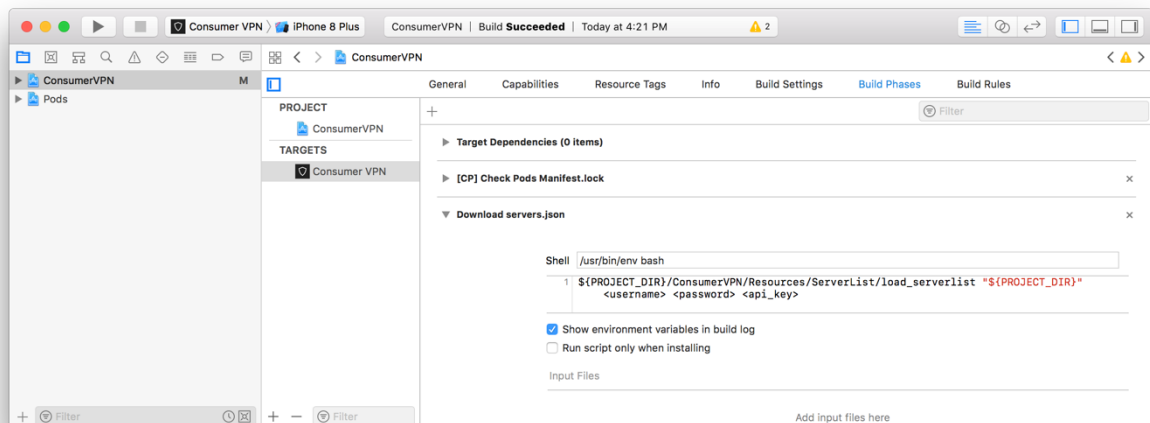 Consumer VPN iPhone 8 Plus ConsumerVPN | Build Succeeded | Today at 4:21 PM 2
ConsumerVPN
ConsumerVPN M
Pods
General Capabilities Resource Tags Info Build Settings Build Phases Build Rules
PROJECT
ConsumerVPN
TARGETS
Consumer VPN
Filter
Target Dependencies (0 items)
[CP] Check Pods Manifest.lock
Download servers.json
Shell /usr/bin/env bash
1 ${PROJECT_DIR}/ConsumerVPN/Resources/ServerList/load_serverlist "${PROJECT_DIR}"
<username> <password> <api_key>
Show environment variables in build log
Run script only when installing
Input Files
Add input files here
Filter
Filter